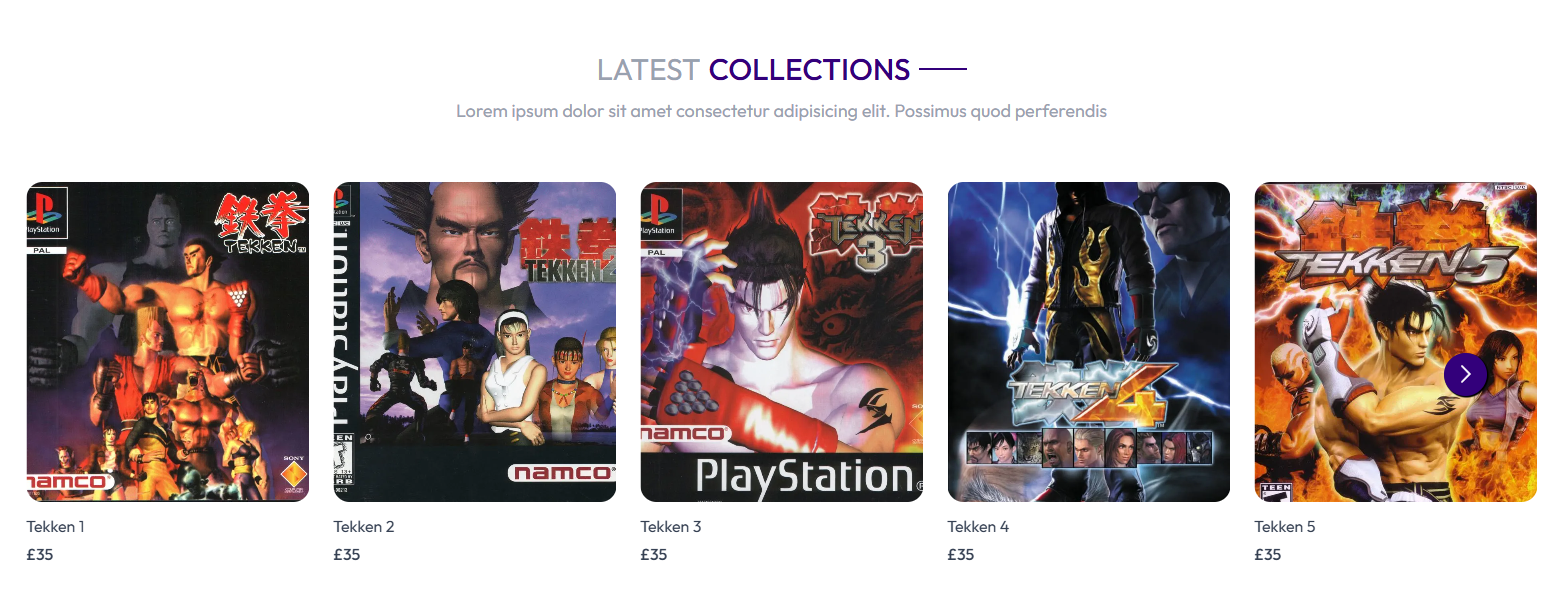 LATEST COLLECTIONS
Lorem ipsum dolor sit amet consectetur adipisicing elit. Possimus quod perferendis
PlayStation
PAL
鉄拳
TEKKEN
SONY
namco
PlayStation
鉄拳
TEKKEN 2
namco
PlayStation
PAL
鉄拳
TEKKEN
3
namco
PlayStation
TEKKEN 4
鉄拳
TEKKEN 5
TEEN
Tekken 1
Tekken 2
Tekken 3
Tekken 4
Tekken 5
£35
£35
£35
£35
£35